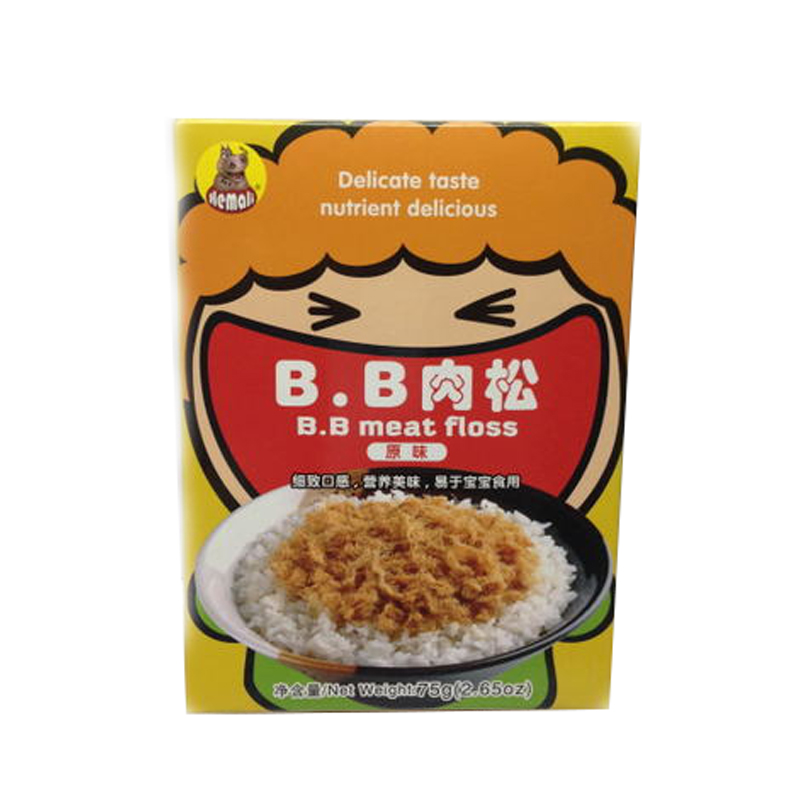 Hemali
®
Delicate taste
nutrient delicious
B.B肉松
B.B meat floss
原味
细致口感，营养美味，易于宝宝食用
净含量/Net Weight:75g(2.65oz)